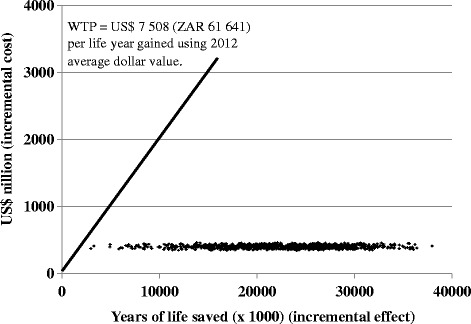 US$ nillion (incremental cost)
4000
3000
2000
1000
0
WTP = US$ 7 508 (ZAR 61 641)
per life year gained using 2012
average dollar value.
0 10000 20000 30000 40000
Years of life saved (x 1000) (incremental effect)